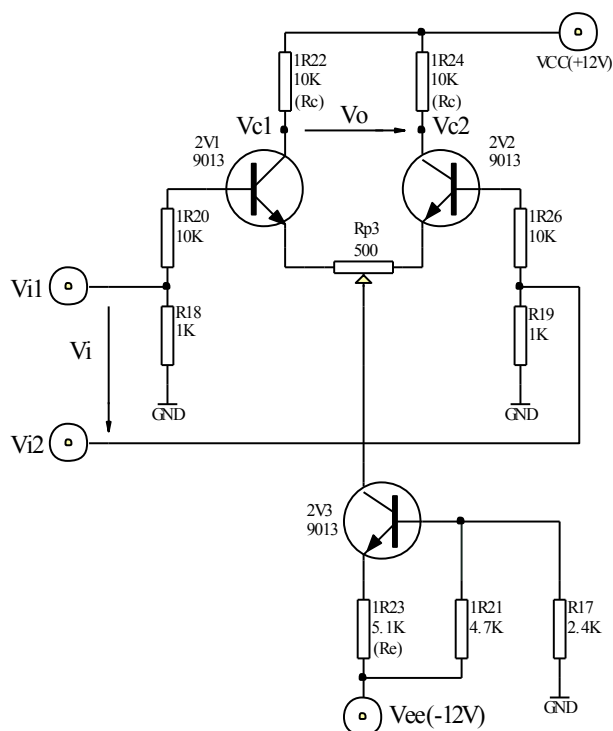 1R22
10K
(Rc)
1R24
10K
(Rc)
VCC(+12V)
Vc1
Vo
Vc2
2V1
9013
2V2
9013
1R20
10K
Rp3
500
1R26
10K
Vi1
R18
1K
R19
1K
Vi
GND
GND
Vi2
2V3
9013
1R23
5.1K
(Re)
1R21
4.7K
R17
2.4K
Vee(-12V)
GND